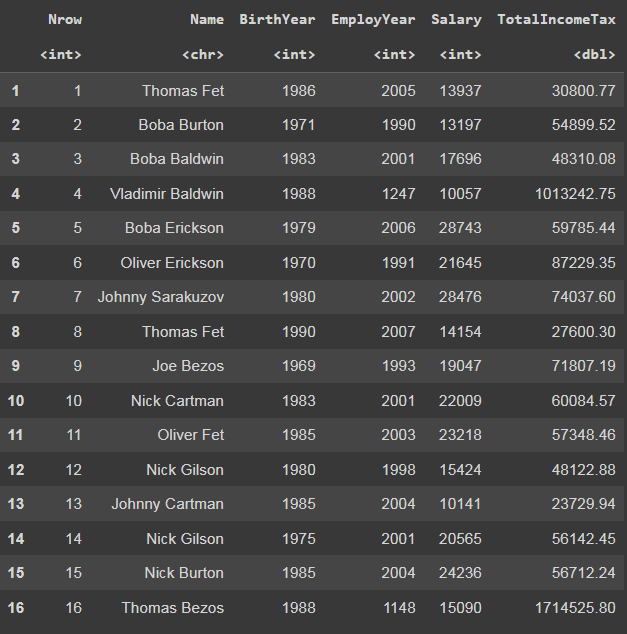 Nrow Name BirthYear EmployYear Salary TotalIncomeTax
<int> <chr> <int> <int> <int> <dbl>
1 1 Thomas Fet 1986 2005 13937 30800.77
2 2 Boba Burton 1971 1990 13197 54899.52
3 3 Boba Baldwin 1983 2001 17696 48310.08
4 4 Vladimir Baldwin 1988 1247 10057 1013242.75
5 5 Boba Erickson 1979 2006 28743 59785.44
6 6 Oliver Erickson 1970 1991 21645 87229.35
7 7 Johnny Sarakuzov 1980 2002 28476 74037.60
8 8 Thomas Fet 1990 2007 14154 27600.30
9 9 Joe Bezos 1969 1993 19047 71807.19
10 10 Nick Cartman 1983 2001 22009 60084.57
11 11 Oliver Fet 1985 2003 23218 57348.46
12 12 Nick Gilson 1980 1998 15424 48122.88
13 13 Johnny Cartman 1985 2004 10141 23729.94
14 14 Nick Gilson 1975 2001 20565 56142.45
15 15 Nick Burton 1985 2004 24236 56712.24
16 16 Thomas Bezos 1988 1148 15090 1714525.80